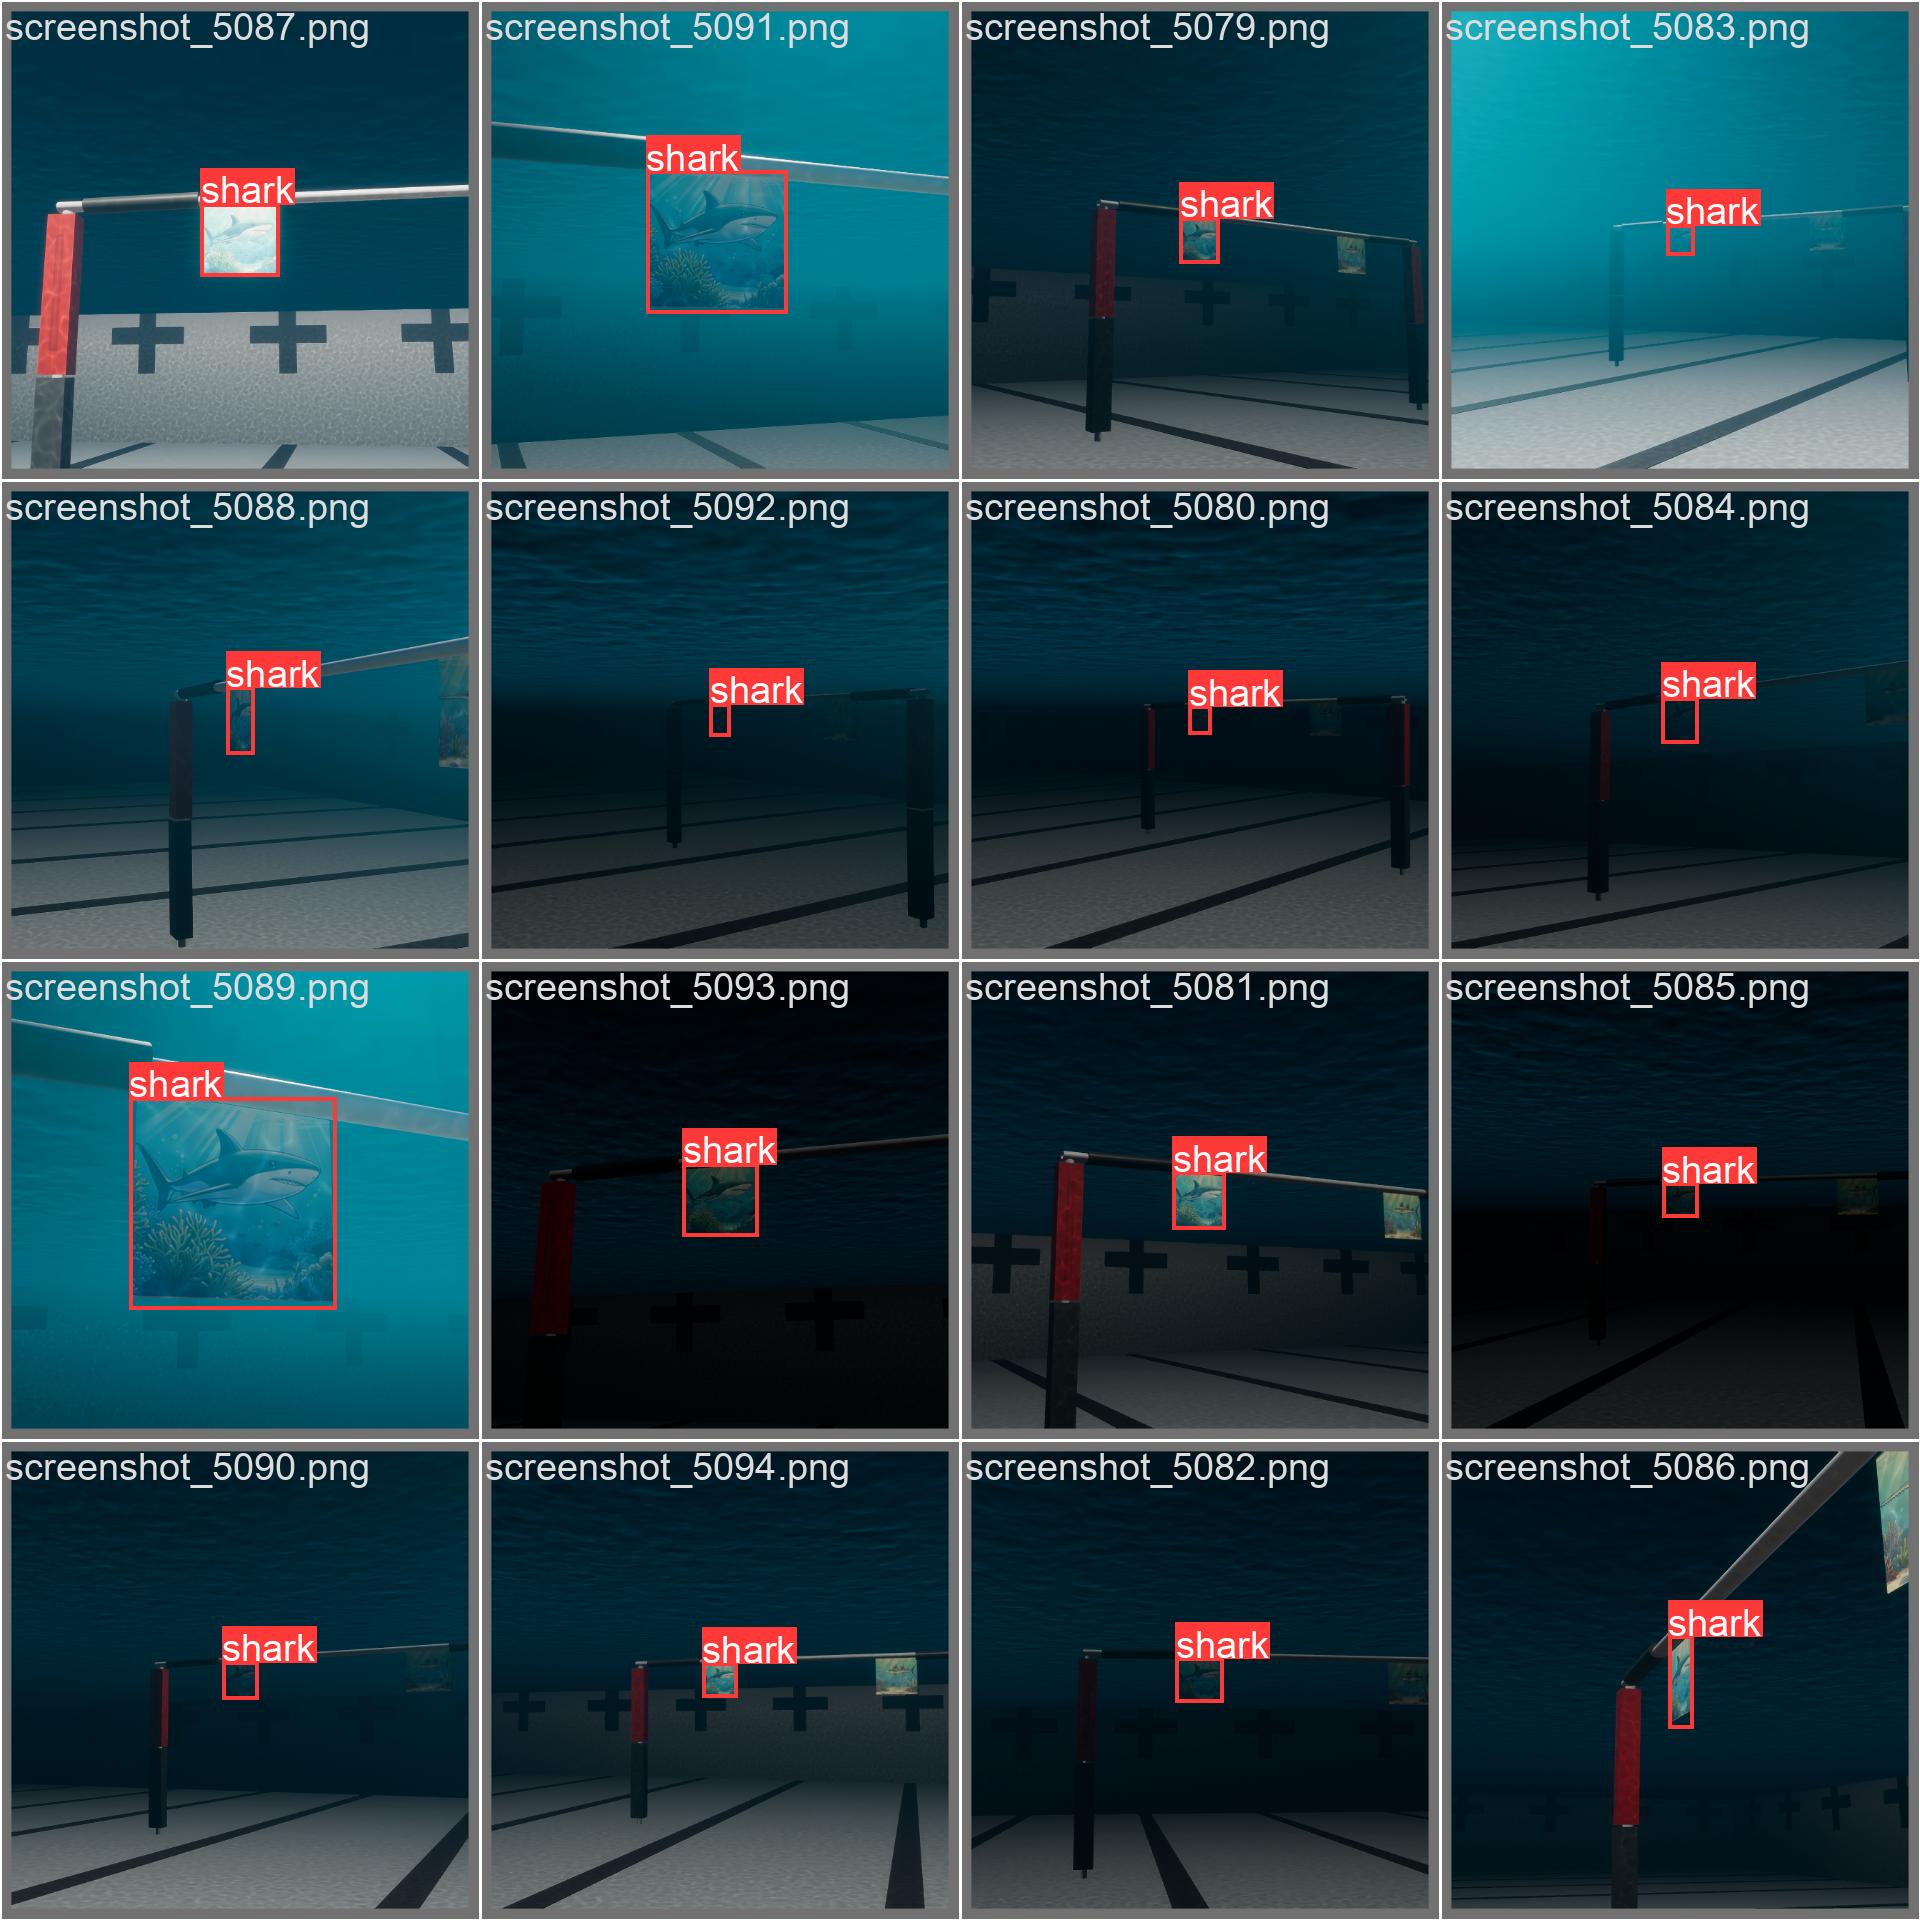 screenshot_5087.png
shark
screenshot_5091.png
shark
screenshot_5079.png
shark
screenshot_5083.png
shark
screenshot_5088.png
shark
screenshot_5092.png
shark
screenshot_5080.png
shark
screenshot_5084.png
shark
screenshot_5089.png
shark
screenshot_5093.png
shark
screenshot_5081.png
shark
screenshot_5085.png
shark
screenshot_5090.png
shark
screenshot_5094.png
shark
screenshot_5082.png
shark
screenshot_5086.png
shark